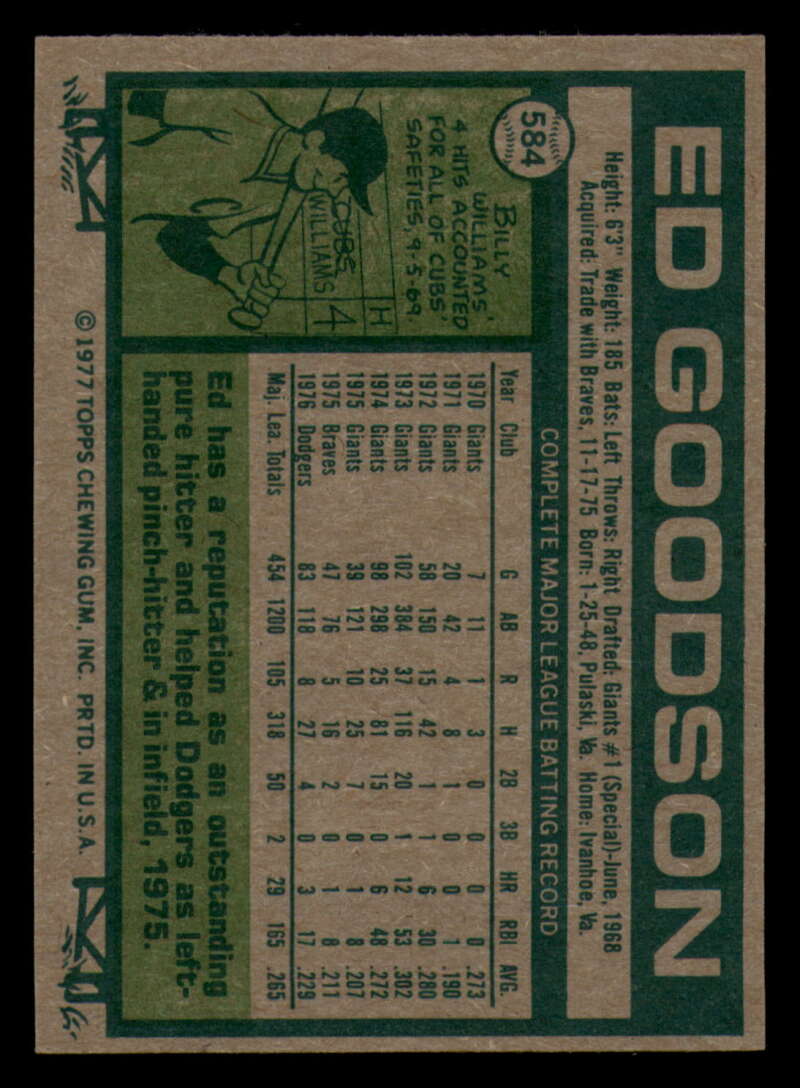 584
ED GOODSON
Height: 6'3" Weight: 185 Bats: Left Throws: Right Drafted: Giants #1 (Special)-June, 1968
Acquired: Trade with Braves, 11-17-75 Born: 1-25-48, Pulaski, Va. Home: Ivanhoe, Va.
COMPLETE MAJOR LEAGUE BATTING RECORD
Year Club G AB R H 2B 3B HR RBI AVG.
1970 Giants 7 11 1 3 0 0 0 0 .273
1971 Giants 20 42 4 8 1 0 0 1 .190
1972 Giants 58 150 15 42 1 1 6 30 .280
1973 Giants 102 384 37 116 20 1 12 53 .302
1974 Giants 98 298 25 81 15 0 6 48 .272
1975 Giants 39 121 10 25 7 0 1 8 .207
1975 Braves 47 76 5 16 2 0 1 8 .211
1976 Dodgers 83 118 8 27 4 0 3 17 .229
Maj. Lea. Totals 454 1200 105 318 50 2 29 165 .265
BILLY
WILLIAMS'
4 HITS ACCOUNTED
FOR ALL OF CUBS'
SAFETIES, 9-5-69.
H
CUBS
WILLIAMS 4
C
Ed has a reputation as an outstanding
pure hitter and helped Dodgers as left-
handed pinch-hitter & in infield, 1975.
© 1977 TOPPS CHEWING GUM, INC. PRTD. IN U.S.A.